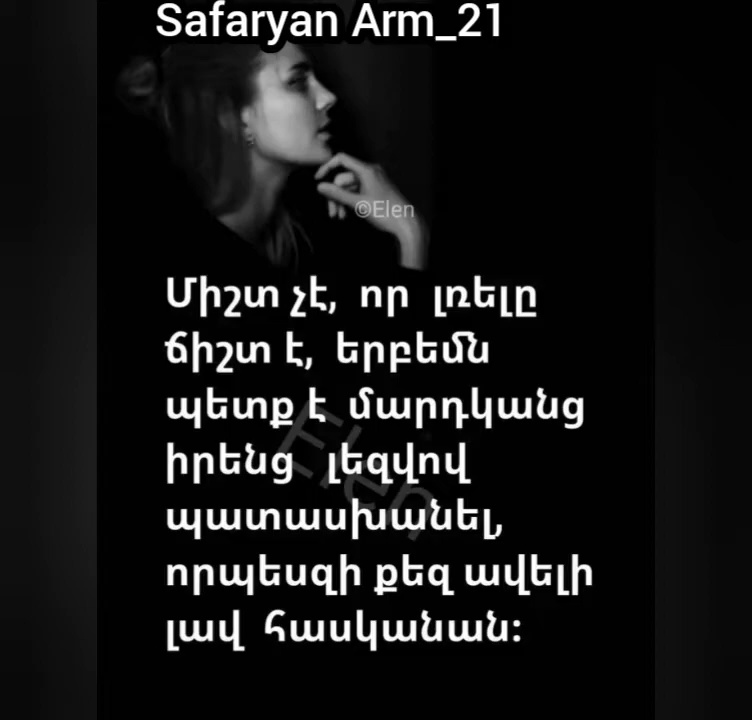 Safaryan Arm_21
©Elen
Միշտ չէ, որ լռելը
ճիշտ է, երբեմն
պետք է մարդկանց
իրենց լեզվով
պատասխանել,
որպեսզի քեզ ավելի
լավ հասկանան:
Elen